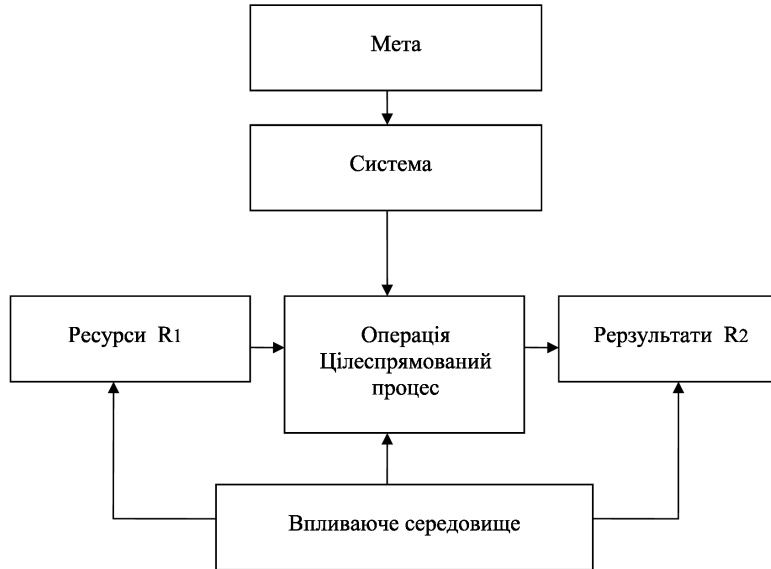 Мета
Система
Ресурси R1
Операція
Цілеспрямований
процес
Рерзультати R2
Впливаюче середовище